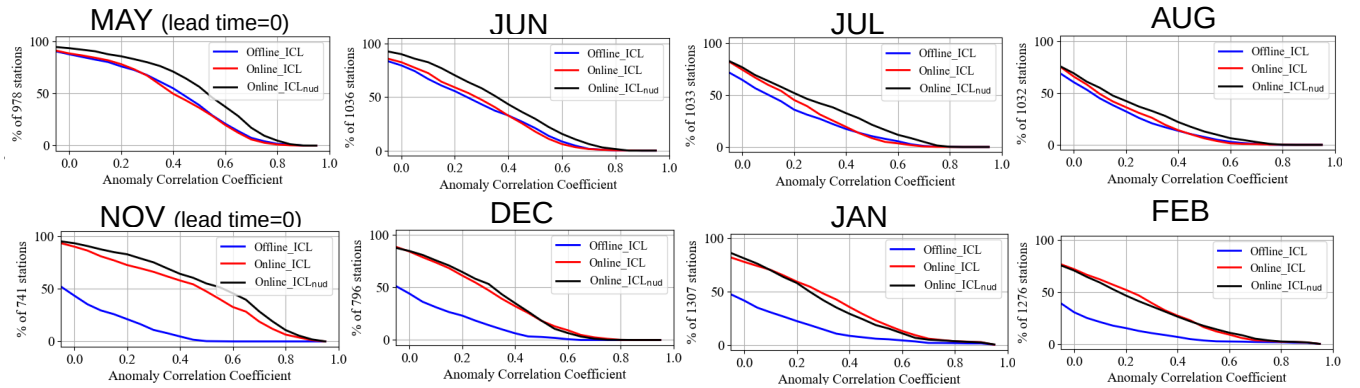 MAY (lead time=0)
100
50
0
% of 978 stations
Offline_ICL
Online_ICL
Online_ICLnud
0.0 0.2 0.4 0.6 0.8 1.0
Anomaly Correlation Coefficient
JUN
100
50
0
% of 1036 stations
Offline_ICL
Online_ICL
Online_ICLnud
0.0 0.2 0.4 0.6 0.8 1.0
Anomaly Correlation Coefficient
JUL
100
50
0
% of 1033 stations
Offline_ICL
Online_ICL
Online_ICLnud
0.0 0.2 0.4 0.6 0.8 1.0
Anomaly Correlation Coefficient
AUG
100
50
0
% of 1032 stations
Offline_ICL
Online_ICL
Online_ICLnud
0.0 0.2 0.4 0.6 0.8 1.0
Anomaly Correlation Coefficient
NOV (lead time=0)
100
50
0
% of 741 stations
Offline_ICL
Online_ICL
Online_ICLnud
0.0 0.2 0.4 0.6 0.8 1.0
Anomaly Correlation Coefficient
DEC
100
50
0
% of 796 stations
Offline_ICL
Online_ICL
Online_ICLnud
0.0 0.2 0.4 0.6 0.8 1.0
Anomaly Correlation Coefficient
JAN
100
50
0
% of 1307 stations
Offline_ICL
Online_ICL
Online_ICLnud
0.0 0.2 0.4 0.6 0.8 1.0
Anomaly Correlation Coefficient
FEB
100
50
0
% of 1276 stations
Offline_ICL
Online_ICL
Online_ICLnud
0.0 0.2 0.4 0.6 0.8 1.0
Anomaly Correlation Coefficient